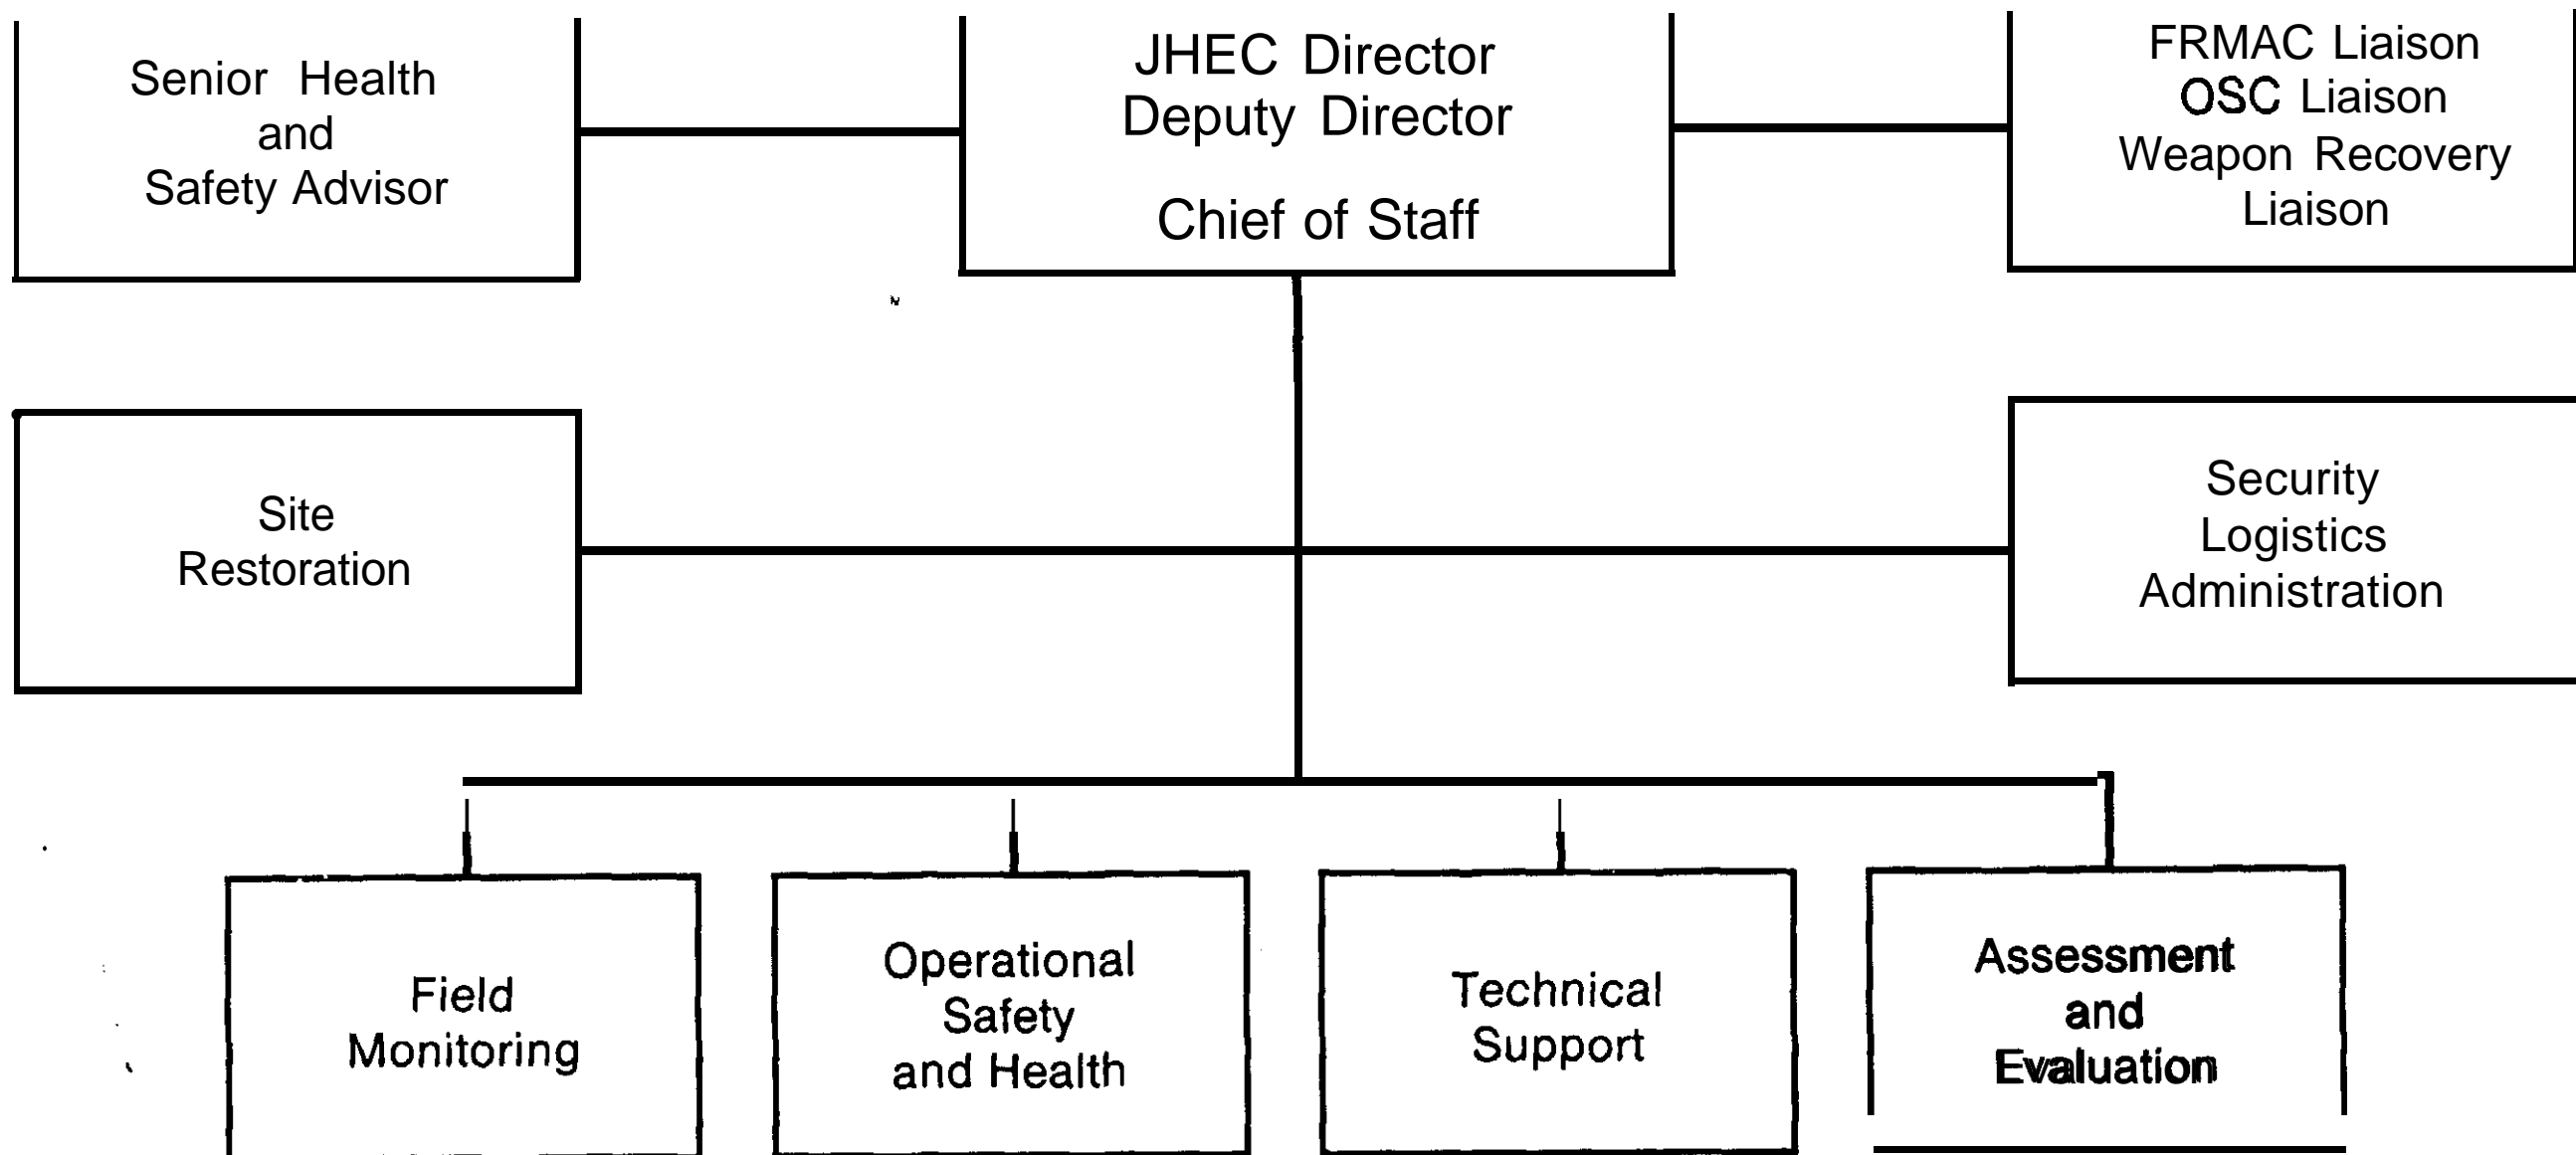 Senior Health
and
Safety Advisor
JHEC Director
Deputy Director
Chief of Staff
FRMAC Liaison
OSC Liaison
Weapon Recovery
Liaison
Site
Restoration
Security
Logistics
Administration
Field
Monitoring
Operational
Safety
and Health
Technical
Support
Assessment
and
Evaluation